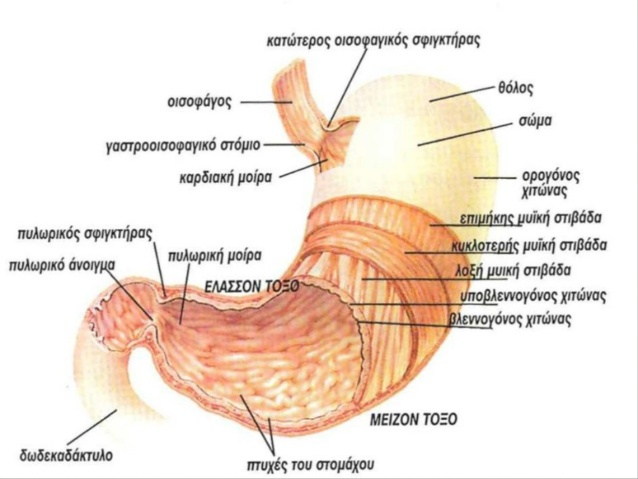 κατώτερος οισοφαγικός σφιγκτήρας
οισοφάγος
θόλος
σώμα
γαστροοισοφαγικό στόμιο
καρδιακή μοίρα
ορογόνος
χιτώνας
επιμήκης μυϊκή στιβάδα
πυλωρικός σφιγκτήρας
κυκλοτερής μυϊκή στιβάδα
πυλωρική μοίρα
πυλωρικό άνοιγμα
λοξή μυική στιβάδα
ΕΛΑΣΣΟΝ ΤΟΞΟ
υποβλεννογόνος χιτώνας
βλεννογόνος χιτώνας
ΜΕΙΖΟΝ ΤΟΞΟ
δωδεκαδάκτυλο
πτυχές του στομάχου